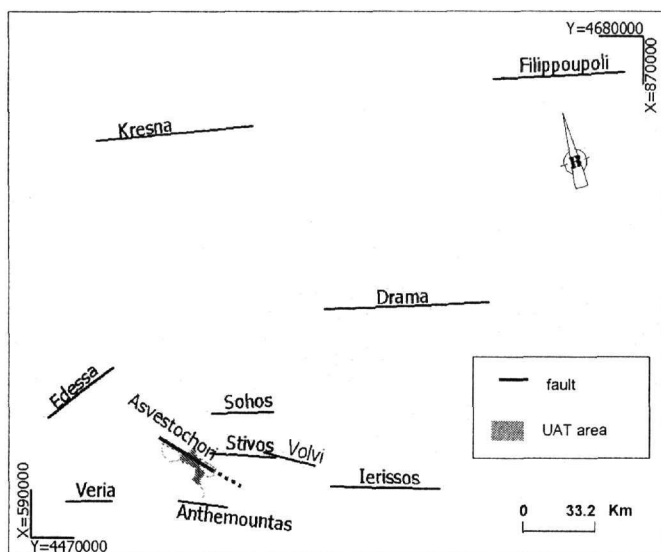 Y=4680000
X=870000
Filippoupoli
Kresna
B
Drama
Edessa
Asvestochori
Sohos
Stivos
Volvi
Ierissos
Veria
Anthemountas
X=590000
Y=4470000
fault
UAT area
0 33.2 Km